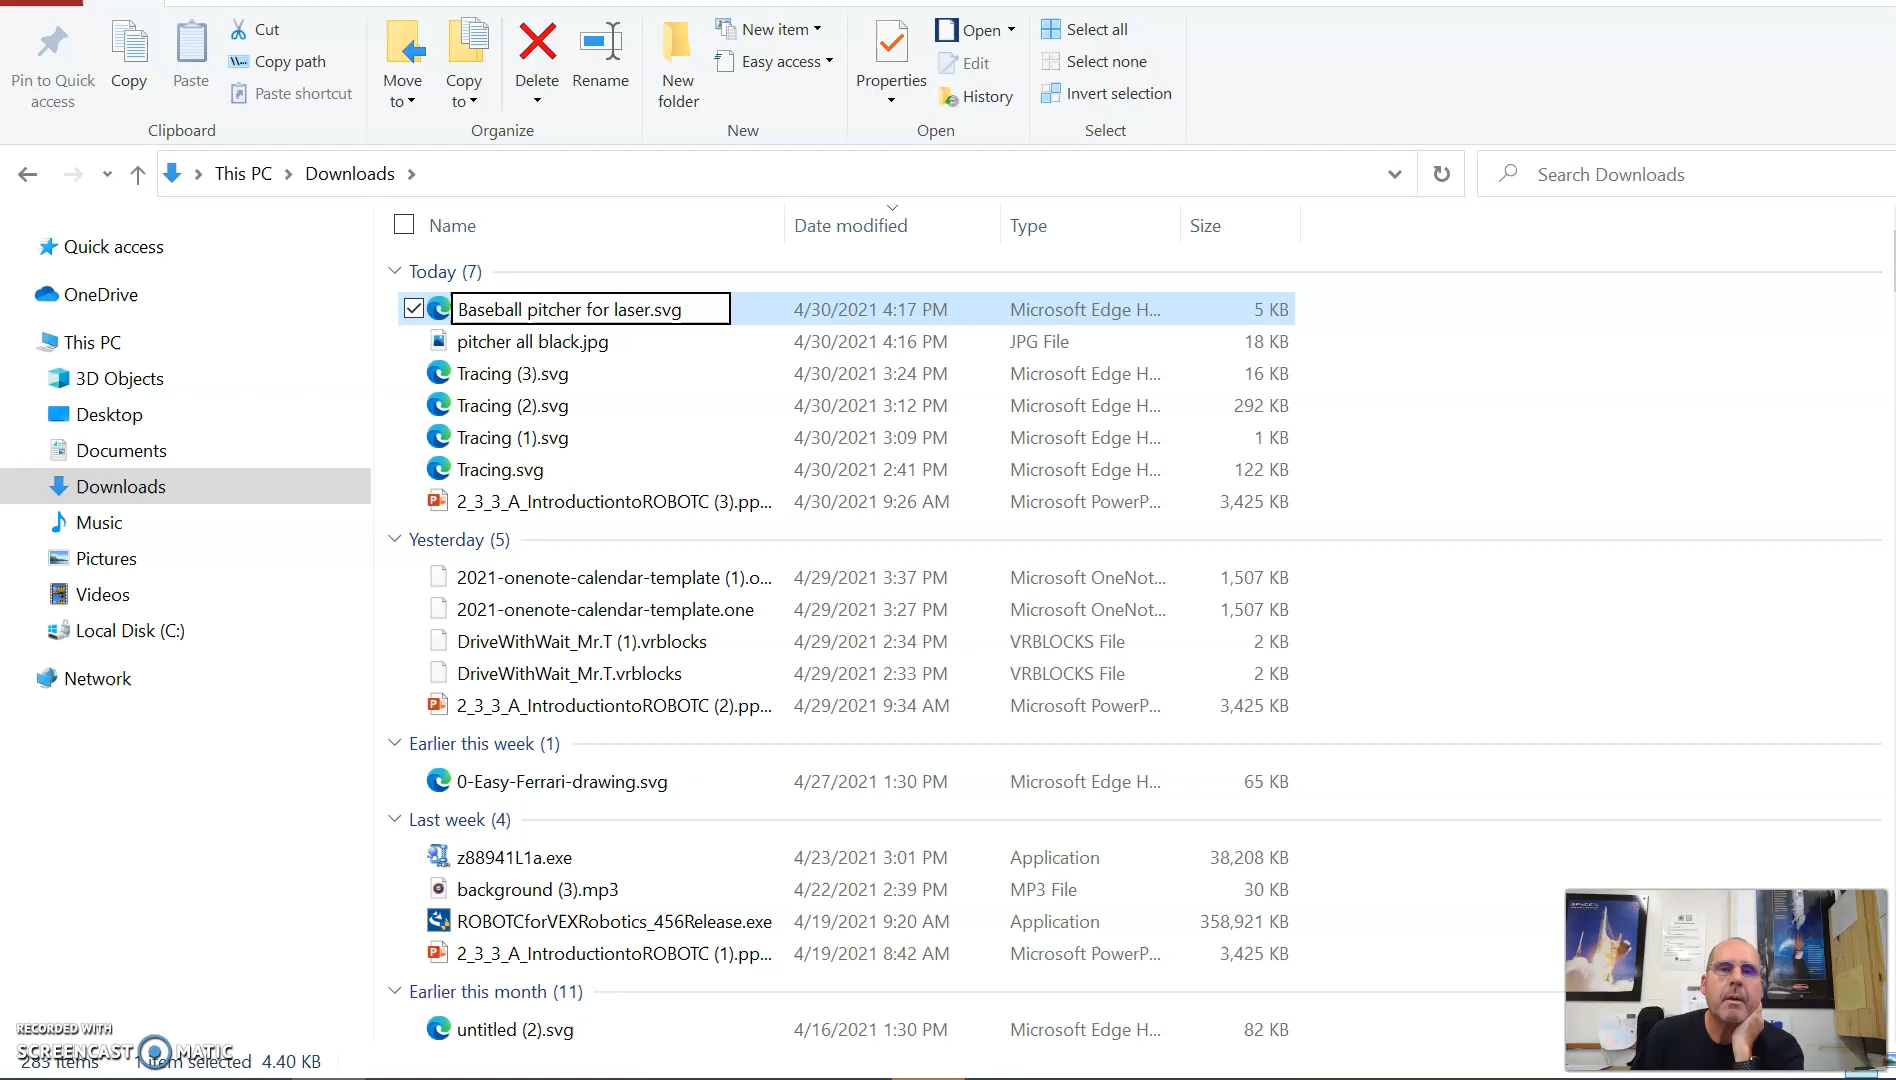 Pin to Quick access
Copy
Paste
Cut
Copy path
Paste shortcut
Clipboard
Move to
Copy to
Delete
Rename
Organize
New folder
New item
Easy access
New
Properties
Open
Edit
History
Open
Select all
Select none
Invert selection
Select
This PC > Downloads >
Search Downloads
Quick access
OneDrive
This PC
3D Objects
Desktop
Documents
Downloads
Music
Pictures
Videos
Local Disk (C:)
Network
Name Date modified Type Size
Today (7)
Baseball pitcher for laser.svg 4/30/2021 4:17 PM Microsoft Edge H... 5 KB
pitcher all black.jpg 4/30/2021 4:16 PM JPG File 18 KB
Tracing (3).svg 4/30/2021 3:24 PM Microsoft Edge H... 16 KB
Tracing (2).svg 4/30/2021 3:12 PM Microsoft Edge H... 292 KB
Tracing (1).svg 4/30/2021 3:09 PM Microsoft Edge H... 1 KB
Tracing.svg 4/30/2021 2:41 PM Microsoft Edge H... 122 KB
2_3_3_A_IntroductiontoROBOTC (3).pp... 4/30/2021 9:26 AM Microsoft PowerP... 3,425 KB
Yesterday (5)
2021-onenote-calendar-template (1).o... 4/29/2021 3:37 PM Microsoft OneNot... 1,507 KB
2021-onenote-calendar-template.one 4/29/2021 3:27 PM Microsoft OneNot... 1,507 KB
DriveWithWait_Mr.T (1).vrblocks 4/29/2021 2:34 PM VRBLOCKS File 2 KB
DriveWithWait_Mr.T.vrblocks 4/29/2021 2:33 PM VRBLOCKS File 2 KB
2_3_3_A_IntroductiontoROBOTC (2).pp... 4/29/2021 9:34 AM Microsoft PowerP... 3,425 KB
Earlier this week (1)
0-Easy-Ferrari-drawing.svg 4/27/2021 1:30 PM Microsoft Edge H... 65 KB
Last week (4)
z88941L1a.exe 4/23/2021 3:01 PM Application 38,208 KB
background (3).mp3 4/22/2021 2:39 PM MP3 File 30 KB
ROBOTCforVEXRobotics_456Release.exe 4/19/2021 9:20 AM Application 358,921 KB
2_3_3_A_IntroductiontoROBOTC (1).pp... 4/19/2021 8:42 AM Microsoft PowerP... 3,425 KB
Earlier this month (11)
untitled (2).svg 4/16/2021 1:30 PM Microsoft Edge H... 82 KB
RECORDED WITH
SCREENCAST MATIC
283 items 1 item selected 4.40 KB